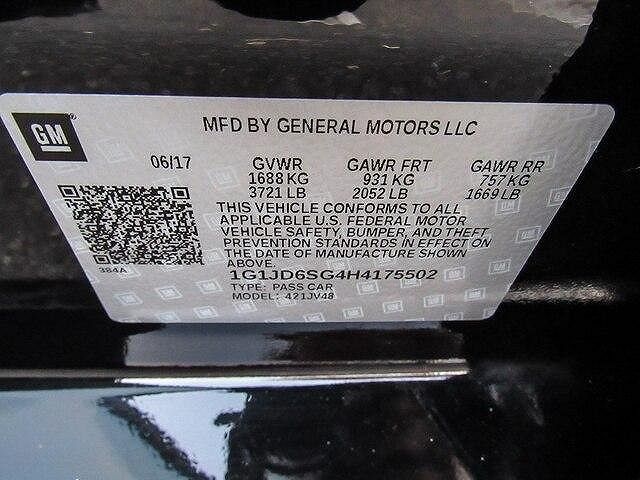 GM
MFD BY GENERAL MOTORS LLC
06/17 GVWR GAWR FRT GAWR RR
1688 KG 931 KG 757 KG
3721 LB 2052 LB 1669 LB
THIS VEHICLE CONFORMS TO ALL
APPLICABLE U.S. FEDERAL MOTOR
VEHICLE SAFETY, BUMPER, AND THEFT
PREVENTION STANDARDS IN EFFECT ON
THE DATE OF MANUFACTURE SHOWN
ABOVE.
384A
1G1JD6SG4H4175502
TYPE: PASS CAR
MODEL: 421JV48